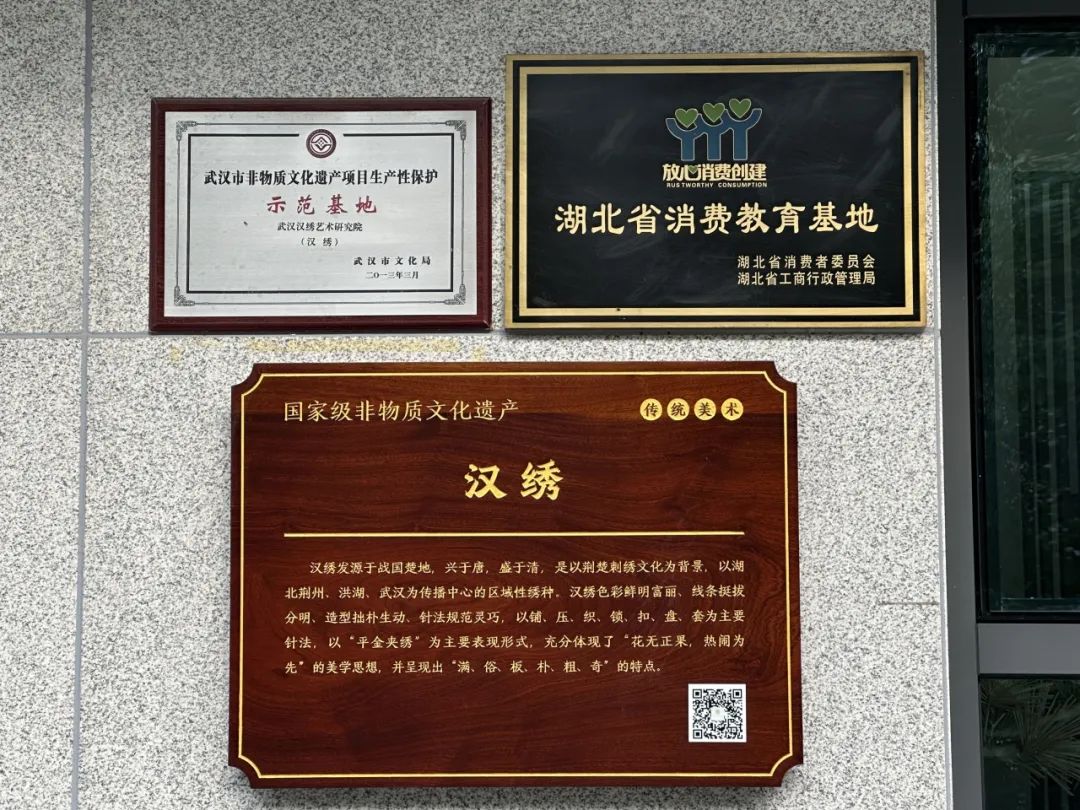 武汉市非物质文化遗产项目生产性保护
示范基地
武汉汉绣艺术研究院
（汉 绣）
武汉市文化局
二〇一三年三月
放心消费创建
RUSTWORTHY CONSUMPTION
湖北省消费教育基地
湖北省消费者委员会
湖北省工商行政管理局
国家级非物质文化遗产
传统美术
汉绣
汉绣发源于战国楚地，兴于唐，盛于清，是以荆楚刺绣文化为背景，以湖
北荆州、洪湖、武汉为传播中心的区域性绣种。汉绣色彩鲜明富丽、线条挺拔
分明、造型拙朴生动、针法规范灵巧，以铺、压、织、锁、扣、盘、套为主要
针法，以“平金夹绣”为主要表现形式，充分体现了“花无正果，热闹为
先”的美学思想，并呈现出“满、俗、板、朴、粗、奇”的特点。